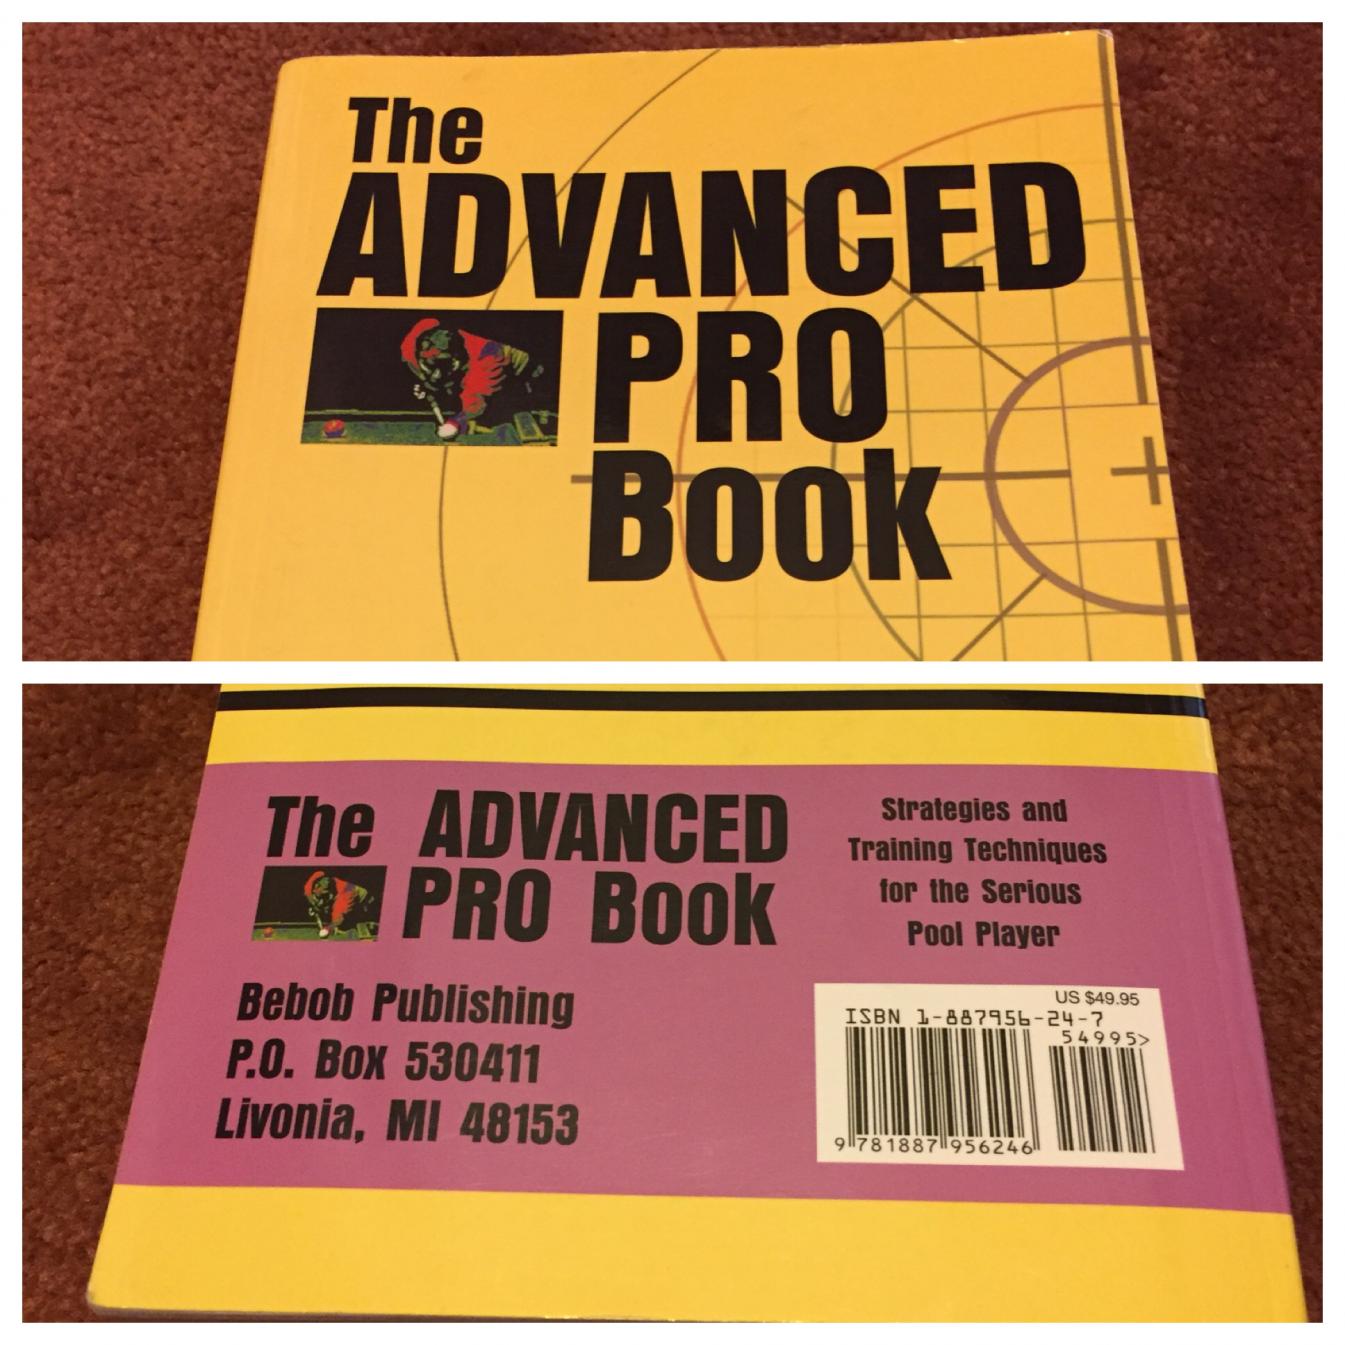 The
ADVANCED
PRO
Book
The ADVANCED
PRO Book
Bebob Publishing
P.O. Box 530411
Livonia, MI 48153
Strategies and
Training Techniques
for the Serious
Pool Player
US $49.95
ISBN 1-887956-24-7
54995>
9 781887 956246